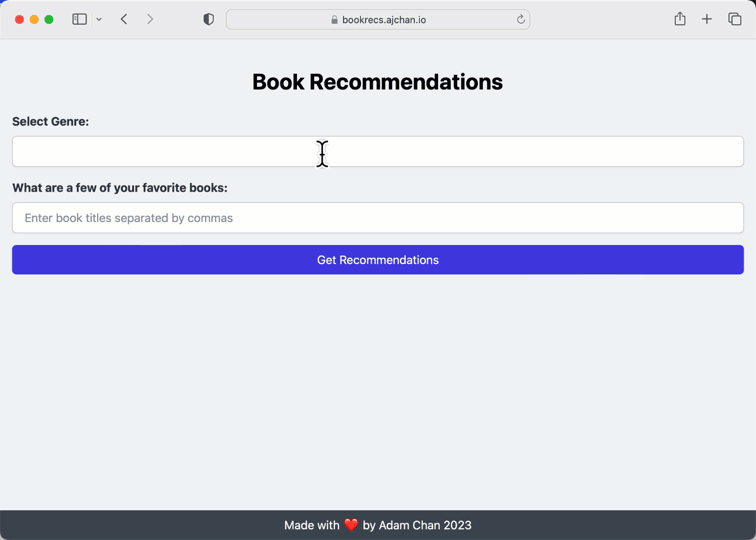 bookrecs.ajchan.io
Book Recommendations
Select Genre:
What are a few of your favorite books:
Enter book titles separated by commas
Get Recommendations
Made with ❤️ by Adam Chan 2023